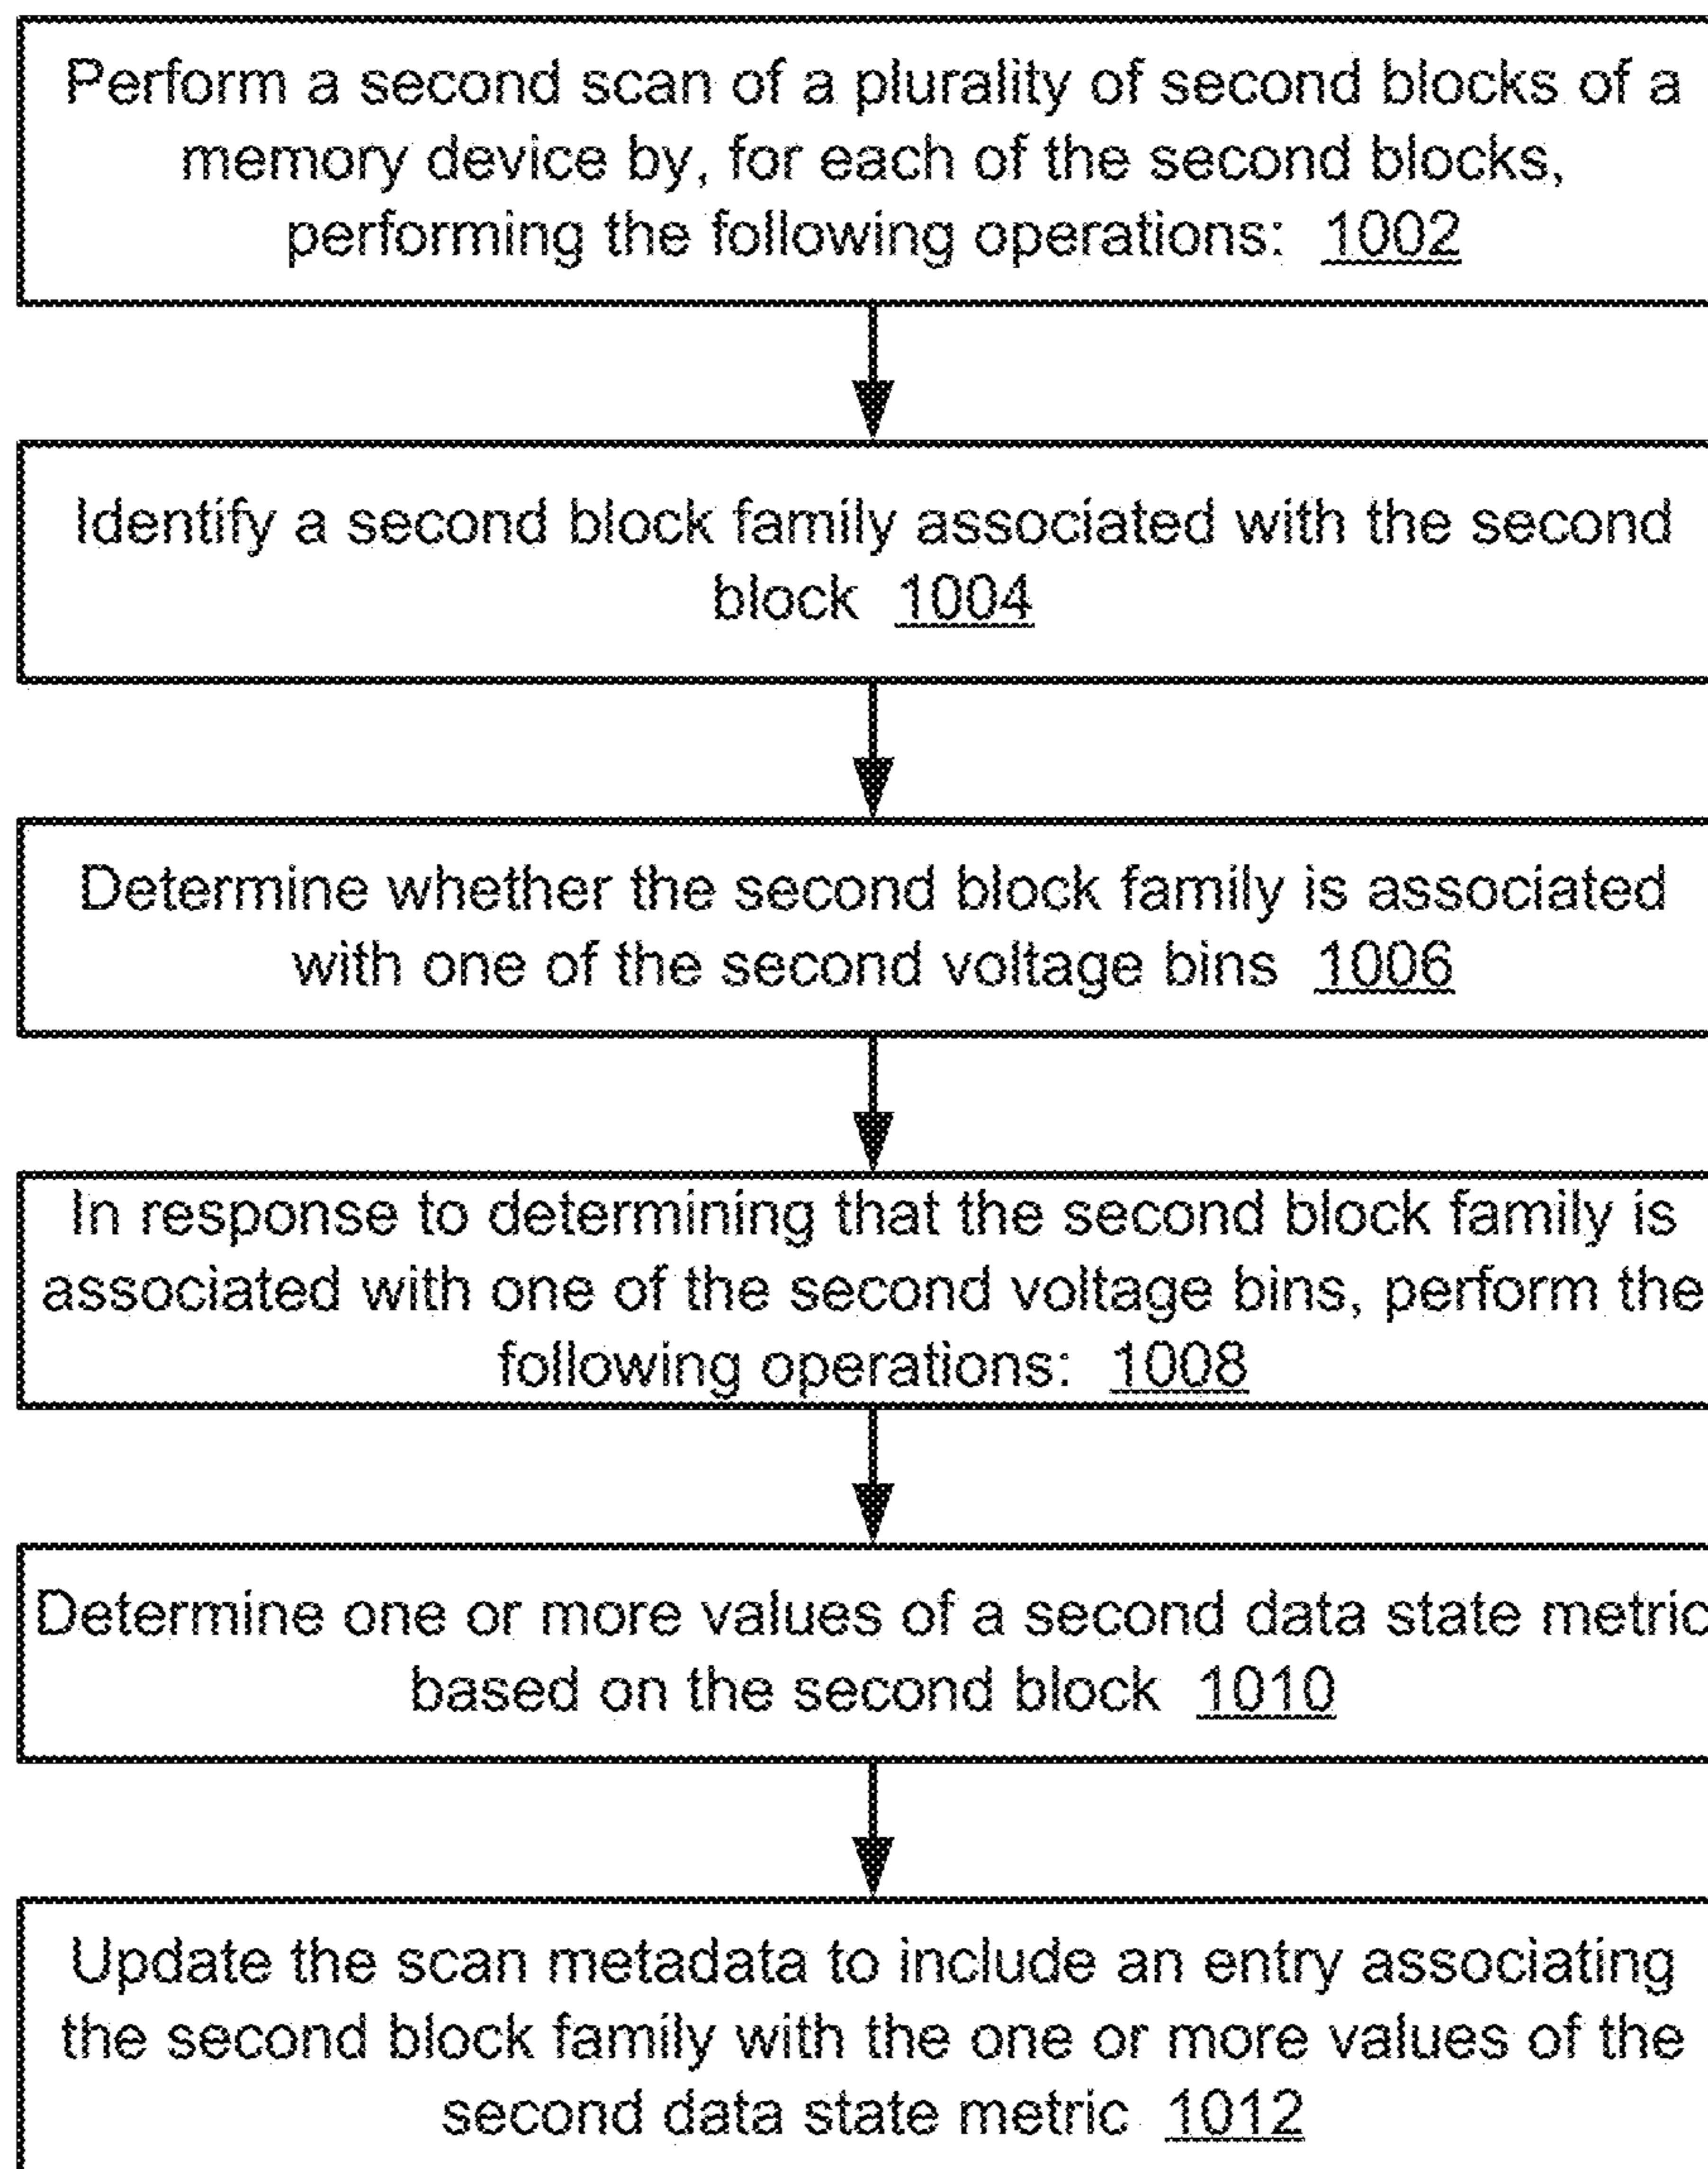 Perform a second scan of a plurality of second blocks of a
memory device by, for each of the second blocks,
performing the following operations: 1002
Identify a second block family associated with the second
block 1004
Determine whether the second block family is associated
with one of the second voltage bins 1006
In response to determining that the second block family is
associated with one of the second voltage bins, perform the
following operations: 1008
Determine one or more values of a second data state metric
based on the second block 1010
Update the scan metadata to include an entry associating
the second block family with the one or more values of the
second data state metric 1012